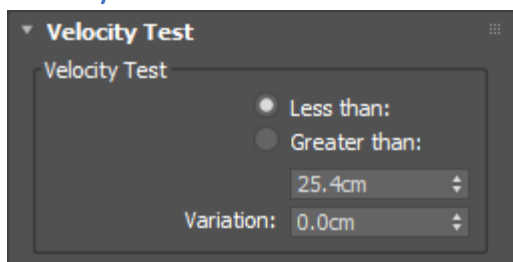 Velocity Test
Velocity Test
Less than:
Greater than:
25.4cm
Variation: 0.0cm